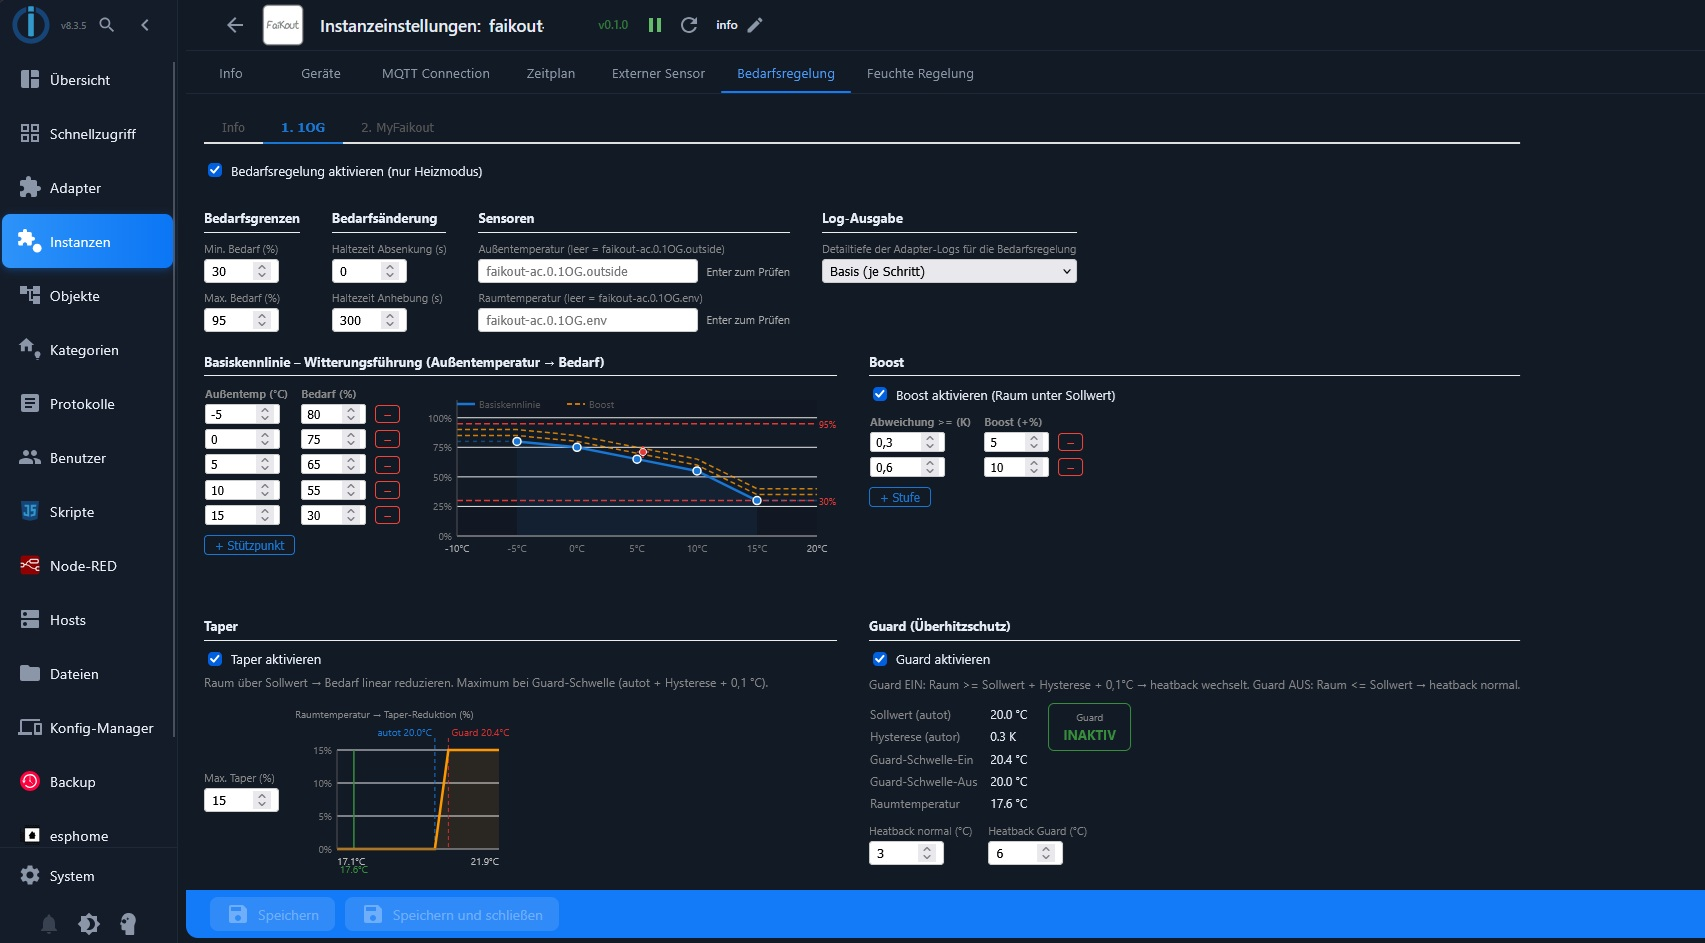 v8.3.5
FaiKout
Instanzeinstellungen: faikout-
v0.1.0
info
Übersicht
Schnellzugriff
Adapter
Instanzen
Objekte
Kategorien
Protokolle
Benutzer
JS Skripte
Node-RED
Hosts
Dateien
Konfig-Manager
Backup
esphome
System
Info Geräte MQTT Connection Zeitplan Externer Sensor Bedarfsregelung Feuchte Regelung
Info 1. 1OG 2. MyFaikout
Bedarfsregelung aktivieren (nur Heizmodus)
Bedarfsgrenzen
Min. Bedarf (%)
30
Max. Bedarf (%)
95
Bedarfsänderung
Haltezeit Absenkung (s)
0
Haltezeit Anhebung (s)
300
Sensoren
Außentemperatur (leer = faikout-ac.0.1OG.outside)
faikout-ac.0.1OG.outside Enter zum Prüfen
Raumtemperatur (leer = faikout-ac.0.1OG.env)
faikout-ac.0.1OG.env Enter zum Prüfen
Log-Ausgabe
Detailtiefe der Adapter-Logs für die Bedarfsregelung
Basis (je Schritt)
Basiskennlinie – Witterungsführung (Außentemperatur → Bedarf)
Außentemp (°C) Bedarf (%)
-5 80 –
0 75 –
5 65 –
10 55 –
15 30 –
+ Stützpunkt
Basiskennlinie Boost
100%
95%
75%
50%
30%
25%
0%
-10°C -5°C 0°C 5°C 10°C 15°C 20°C
Boost
Boost aktivieren (Raum unter Sollwert)
Abweichung >= (K) Boost (+%)
0,3 5 –
0,6 10 –
+ Stufe
Taper
Taper aktivieren
Raum über Sollwert → Bedarf linear reduzieren. Maximum bei Guard-Schwelle (autot + Hysterese + 0,1 °C).
Max. Taper (%)
15
Raumtemperatur → Taper-Reduktion (%)
autot 20.0°C Guard 20.4°C
15%
10%
5%
0%
17.1°C 21.9°C
17.6°C
Guard (Überhitzschutz)
Guard aktivieren
Guard EIN: Raum >= Sollwert + Hysterese + 0,1°C → heatback wechselt. Guard AUS: Raum <= Sollwert → heatback normal.
Sollwert (autot) 20.0 °C
Hysterese (autor) 0.3 K
Guard-Schwelle-Ein 20.4 °C
Guard-Schwelle-Aus 20.0 °C
Raumtemperatur 17.6 °C
Guard
INAKTIV
Heatback normal (°C) Heatback Guard (°C)
3 6
Speichern Speichern und schließen